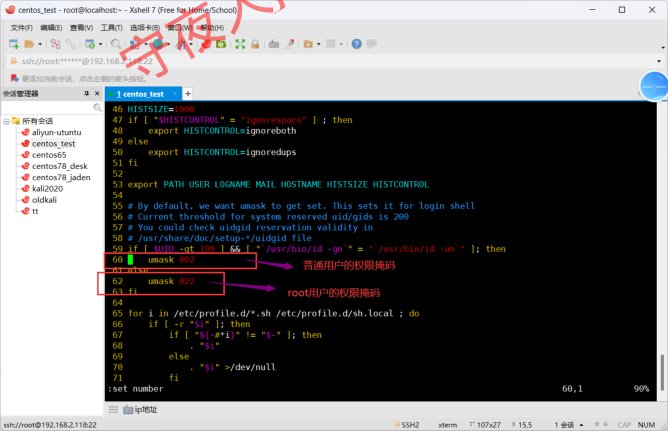 centos_test - root@localhost:~ - Xshell 7 (Free for Home/School)
文件(F) 编辑(E) 查看(V) 工具(T) 选项卡(B) 窗口(W) 帮助(H)
ssh://root:******@192.168.2.118:22
要添加当前会话，点击左侧的箭头按钮。
会话管理器
1 centos_test
所有会话
aliyun-utuntu
centos_test
centos65
centos78_desk
centos78_jaden
kali2020
oldkali
tt
46 HISTSIZE=1000
47 if [ "$HISTCONTROL" = "ignorespace" ] ; then
48     export HISTCONTROL=ignoreboth
49 else
50     export HISTCONTROL=ignoredups
51 fi
52
53 export PATH USER LOGNAME MAIL HOSTNAME HISTSIZE HISTCONTROL
54
55 # By default, we want umask to get set. This sets it for login shell
56 # Current threshold for system reserved uid/gids is 200
57 # You could check uidgid reservation validity in
58 # /usr/share/doc/setup-*/uidgid file
59 if [ $UID -gt 199 ] && [ "`/usr/bin/id -gn`" = "`/usr/bin/id -un`" ]; then
60     umask 002
普通用户的权限掩码
61 else
62     umask 022
root用户的权限掩码
63 fi
64
65 for i in /etc/profile.d/*.sh /etc/profile.d/sh.local ; do
66     if [ -r "$i" ]; then
67         if [ "${-#*i}" != "$-" ]; then
68             . "$i"
69         else
70             . "$i" >/dev/null
71         fi
:set number
60,1
90%
ip地址
ssh://root@192.168.2.118:22
SSH2
xterm
107x27
15,5
1 会话
CAP
NUM
守夜人